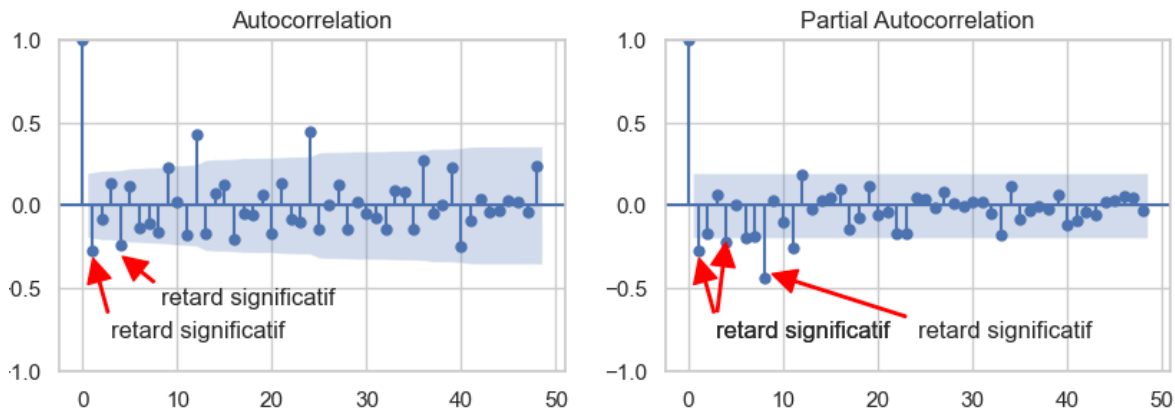 Autocorrelation
1.0
0.5
0.0
-0.5
-1.0
0 10 20 30 40 50
retard significatif
retard significatif
Partial Autocorrelation
1.0
0.5
0.0
−0.5
−1.0
0 10 20 30 40 50
retard significatif
retard significatif